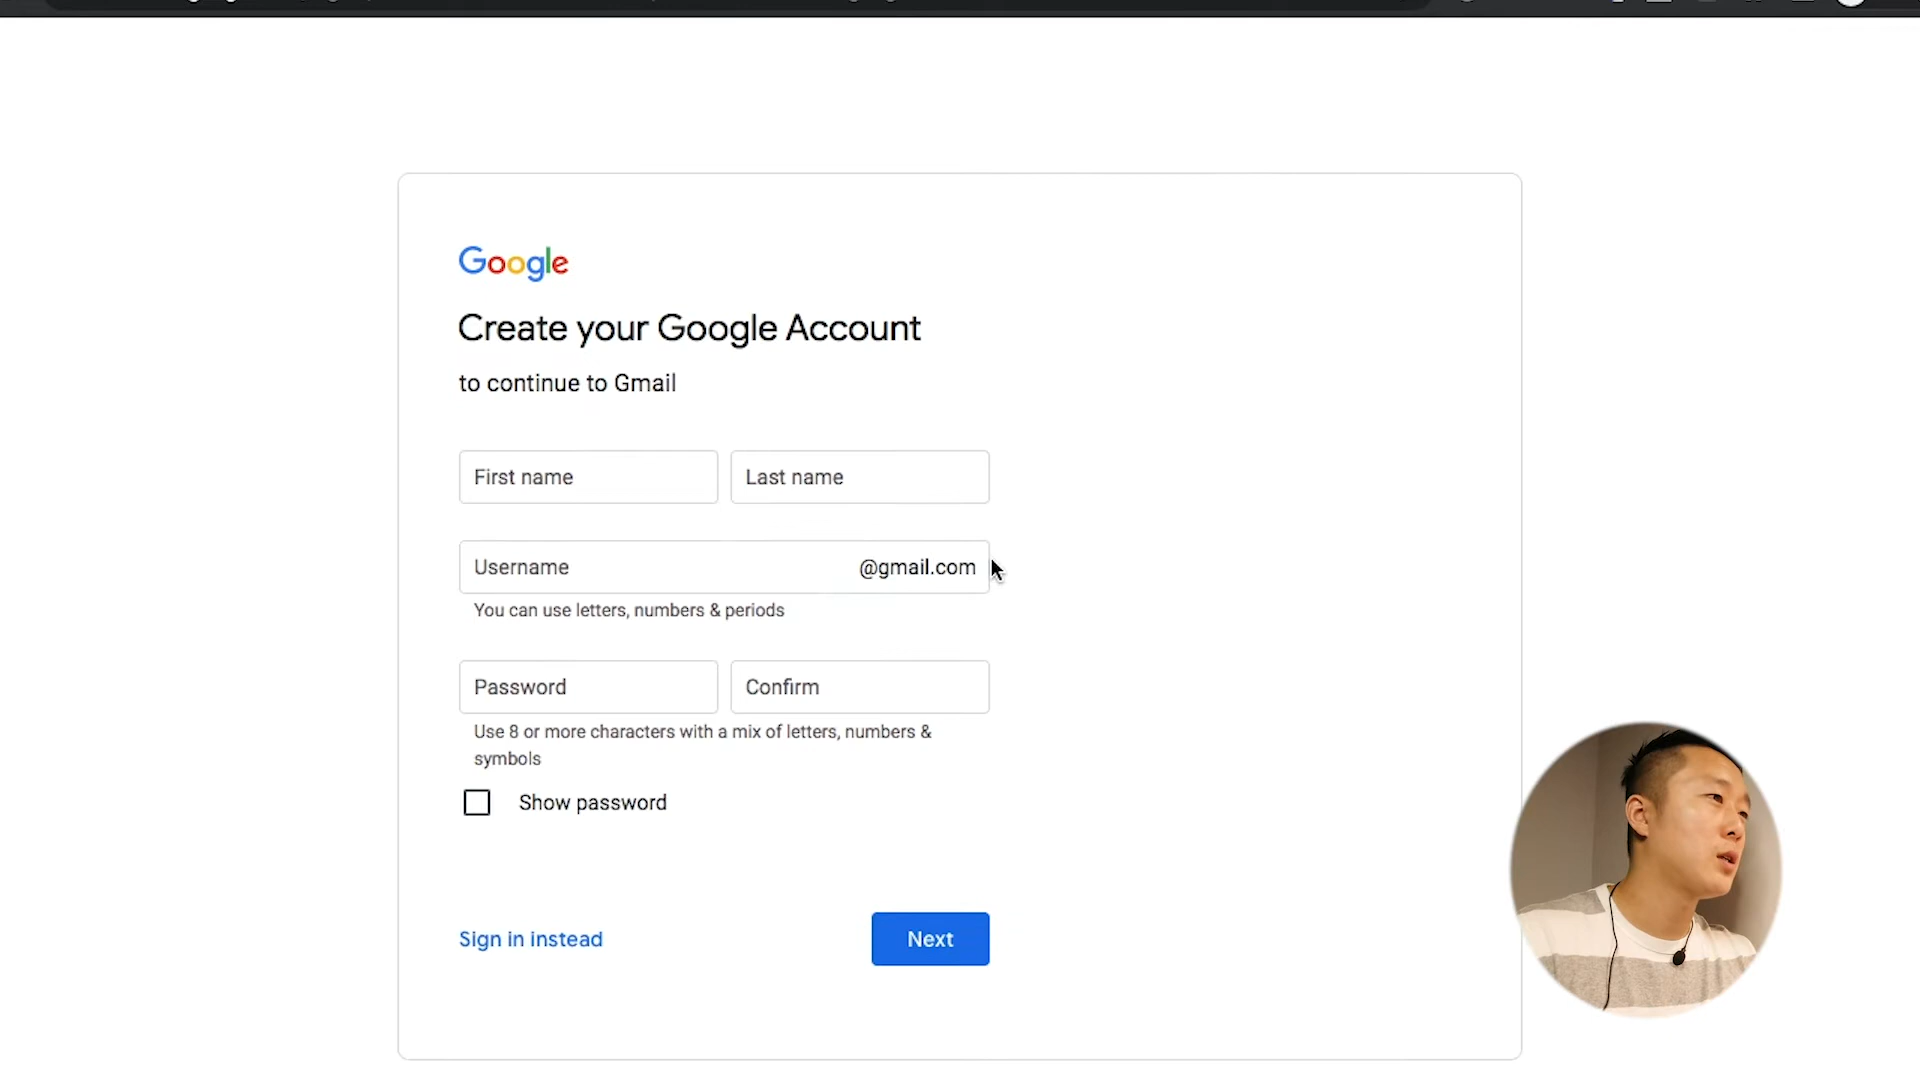 Google
Create your Google Account
to continue to Gmail
First name
Last name
Username
@gmail.com
You can use letters, numbers & periods
Password
Confirm
Use 8 or more characters with a mix of letters, numbers &
symbols
Show password
Sign in instead
Next